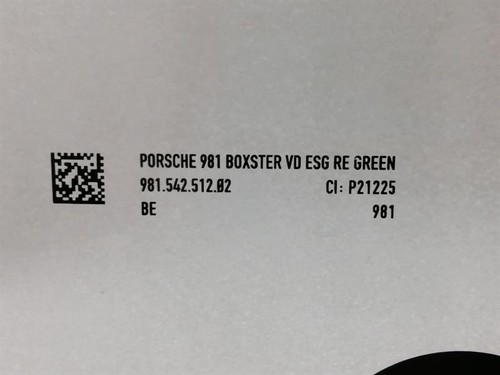 PORSCHE 981 BOXSTER VD ESG RE GREEN
981.542.512.02 CI: P21225
BE 981